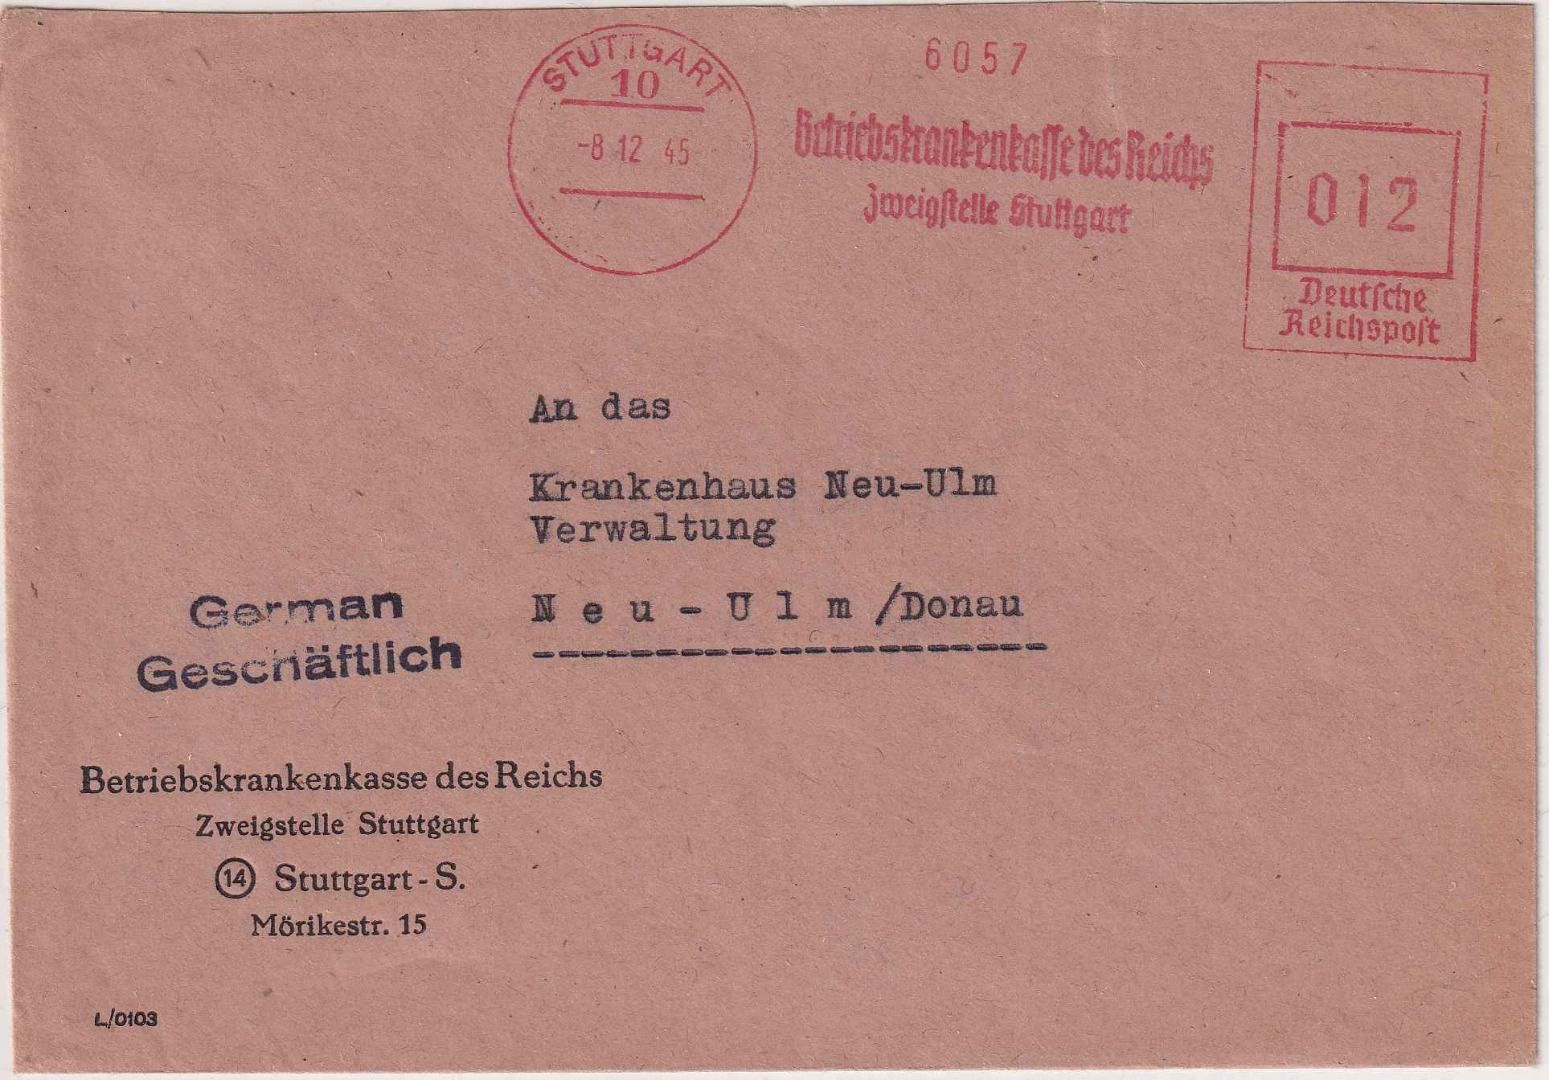 STUTTGART
10
-8 12 45
6057
Betriebskrankenkasse des Reichs
Zweigstelle Stuttgart
012
Deutsche
Reichspost
An das
Krankenhaus Neu-Ulm
Verwaltung
N e u - U l m /Donau
German
Geschäftlich
Betriebskrankenkasse des Reichs
Zweigstelle Stuttgart
14 Stuttgart-S.
Mörikestr. 15
L/0103